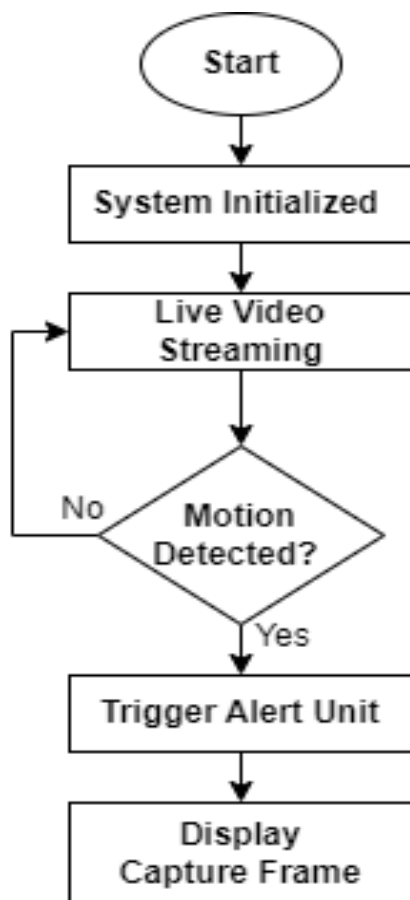 Start
System Initialized
Live Video
Streaming
No
Motion
Detected?
Yes
Trigger Alert Unit
Display
Capture Frame